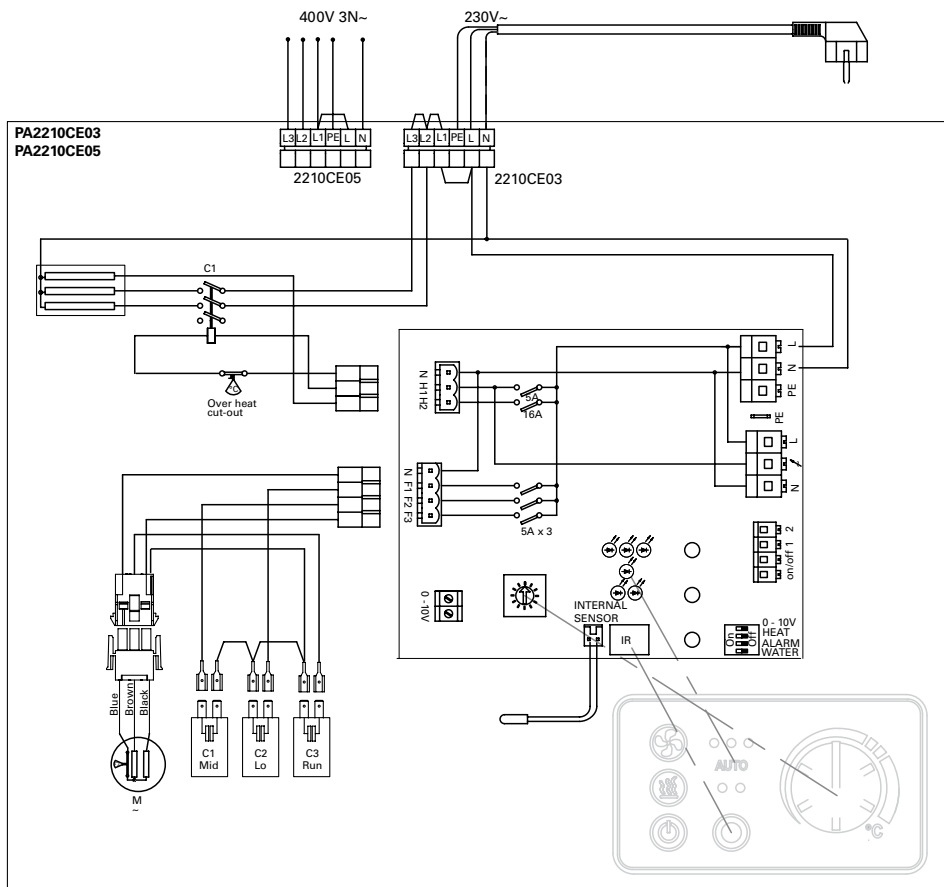 400V 3N~
230V~
PA2210CE03
PA2210CE05
L3 L2 L1 PE L N
L3 L2 L1 PE L N
2210CE05
2210CE03
C1
°C
Over heat
cut-out
N H1 H2
5A
16A
L
N
PE
PE
L
N
N F1 F2 F3
5A x 3
on/off 1 2
0 - 10V
INTERNAL
SENSOR
IR
On
Off
0 - 10V
HEAT
ALARM
WATER
Blue
Brown
Black
C1
Mid
C2
Lo
C3
Run
M
~
AUTO
°C